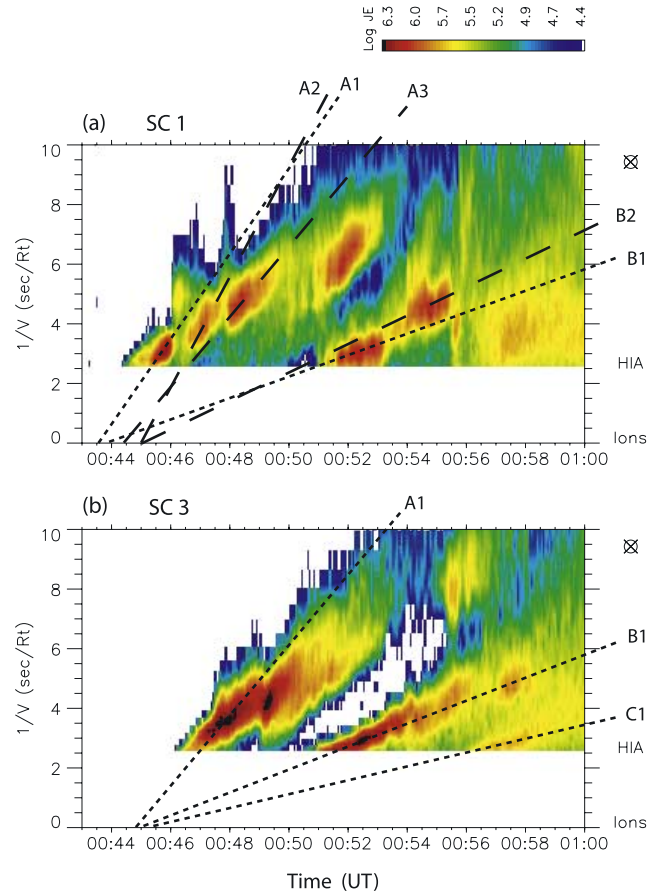 Log JE
6.3 6.0 5.7 5.5 5.2 4.9 4.7 4.4
(a) SC 1
A2 A1 A3
B2
B1
1/V (sec/Rt)
10
8
6
4
2
0
HIA
Ions
00:44 00:46 00:48 00:50 00:52 00:54 00:56 00:58 01:00
(b) SC 3
A1
B1
C1
1/V (sec/Rt)
10
8
6
4
2
0
HIA
Ions
00:44 00:46 00:48 00:50 00:52 00:54 00:56 00:58 01:00
Time (UT)